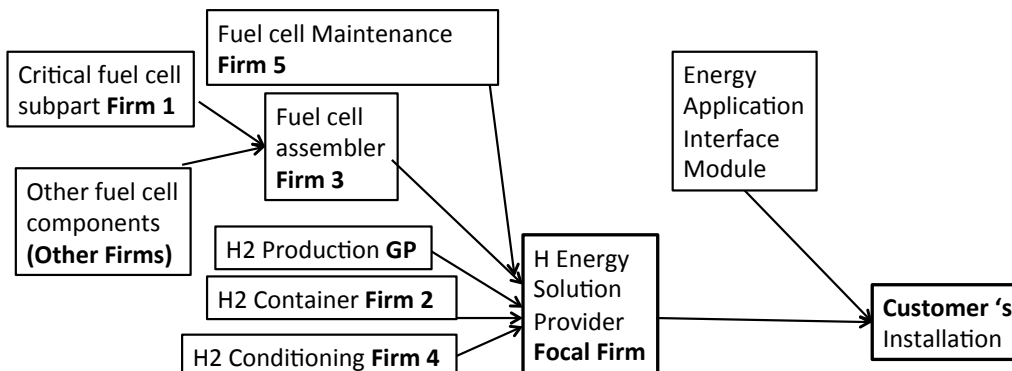 Fuel cell Maintenance
Firm 5
Critical fuel cell
subpart Firm 1
Fuel cell
assembler
Firm 3
Other fuel cell
components
(Other Firms)
H2 Production GP
H2 Container Firm 2
H2 Conditioning Firm 4
H Energy
Solution
Provider
Focal Firm
Energy
Application
Interface
Module
Customer ‘s
Installation